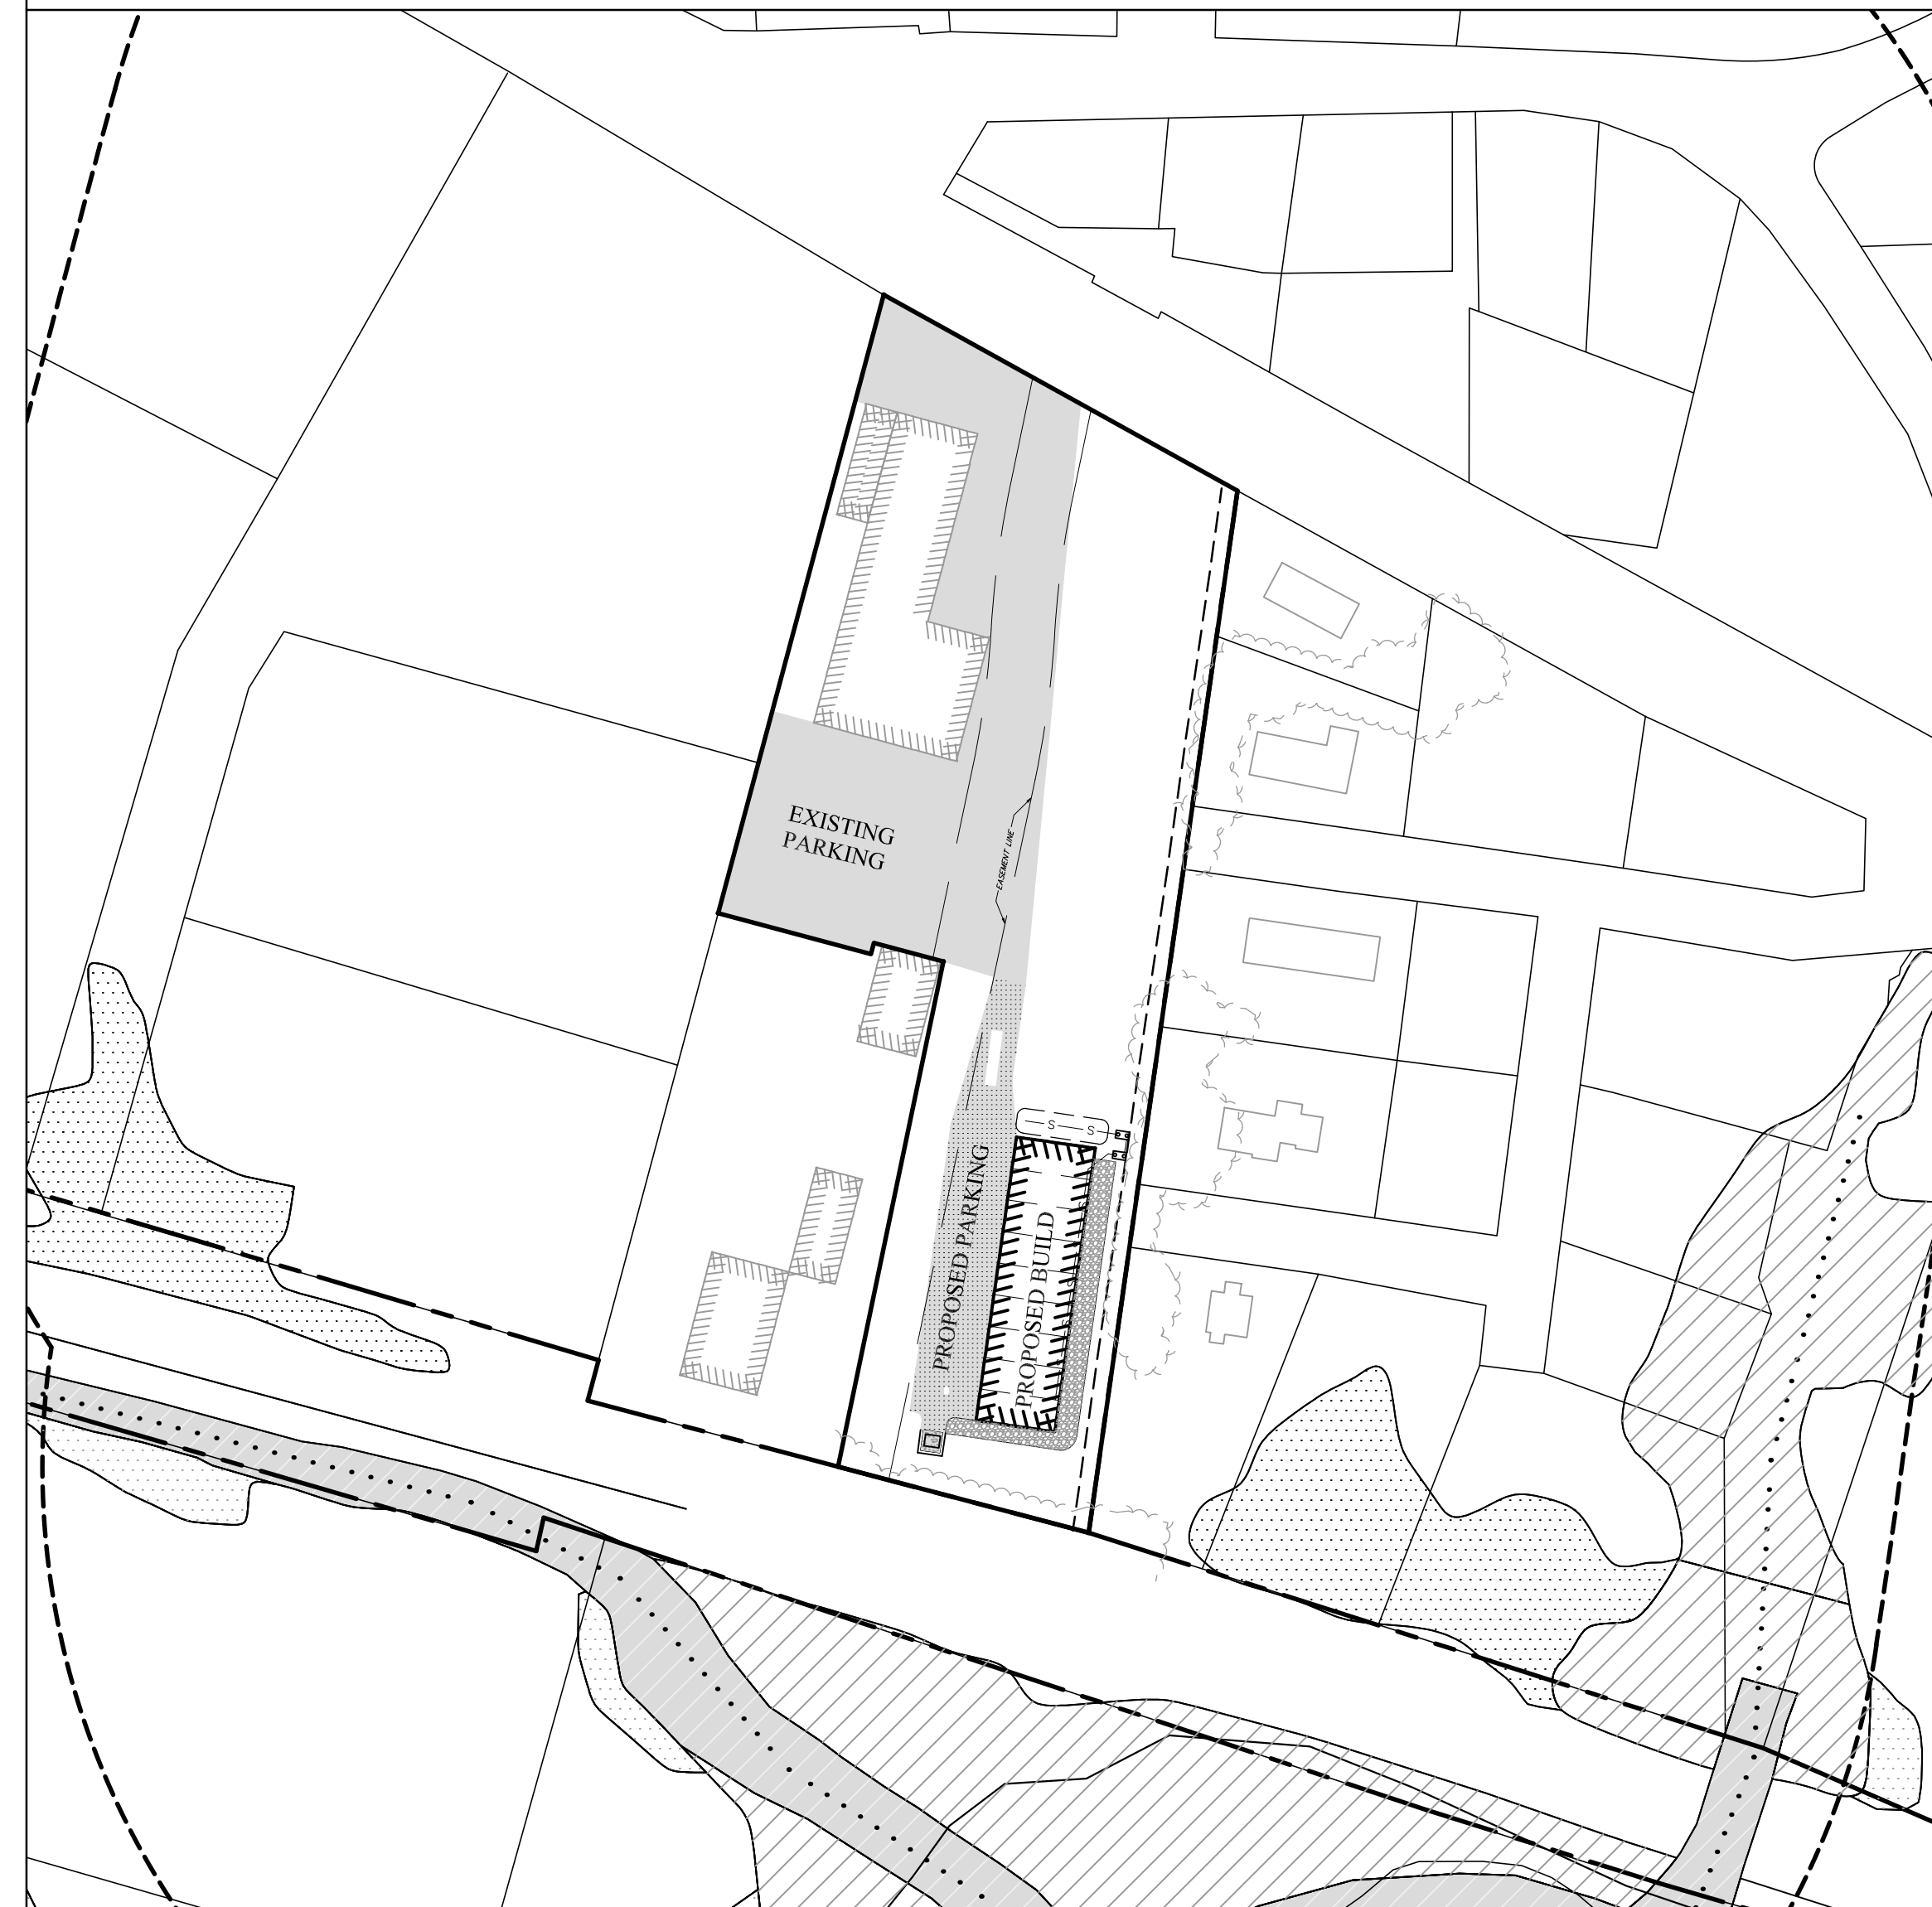 EXISTING
PARKING
EASEMENT LINE
S
S
PROPOSED PARKING
PROPOSED BUILD